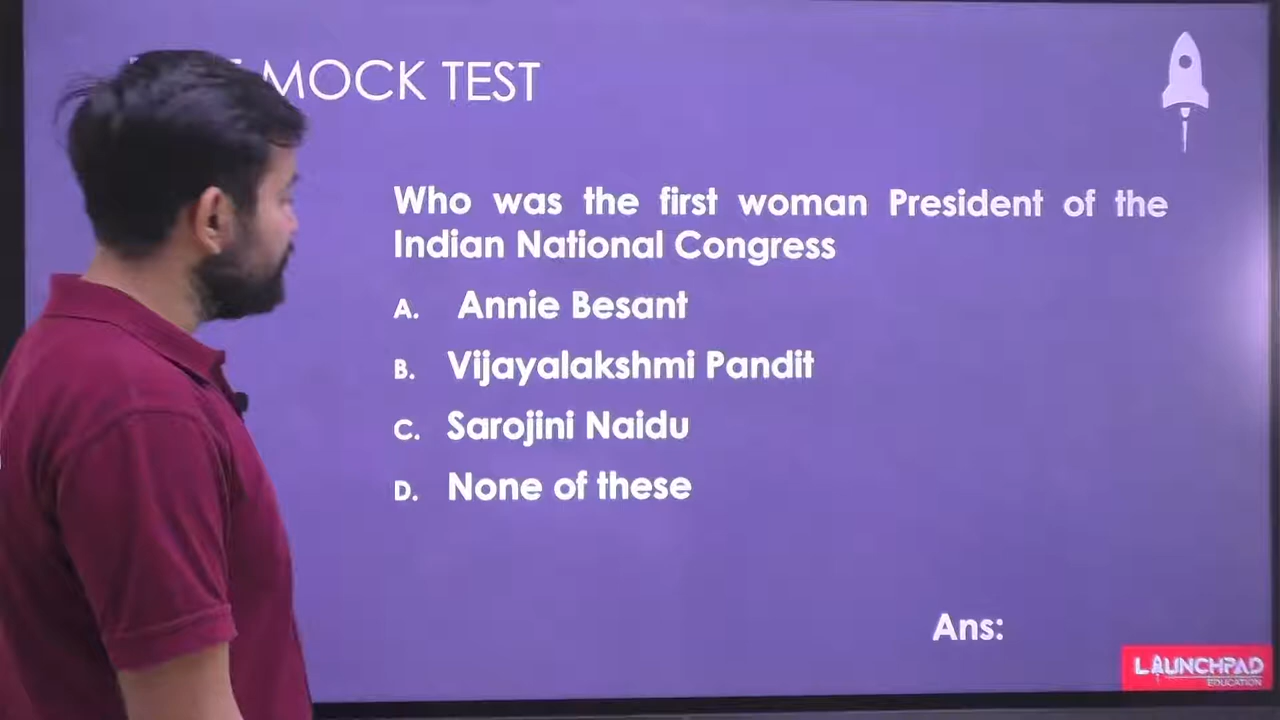 MOCK TEST
Who was the first woman President of the
Indian National Congress
A. Annie Besant
B. Vijayalakshmi Pandit
C. Sarojini Naidu
D. None of these
Ans:
LAUNCHPAD
EDUCATION